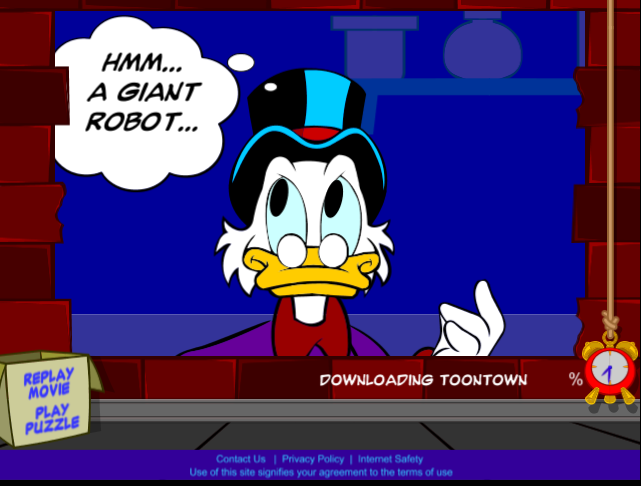 HMM...
A GIANT
ROBOT...
DOWNLOADING TOONTOWN %
REPLAY
MOVIE
PLAY
PUZZLE
Contact Us | Privacy Policy | Internet Safety
Use of this site signifies your agreement to the terms of use